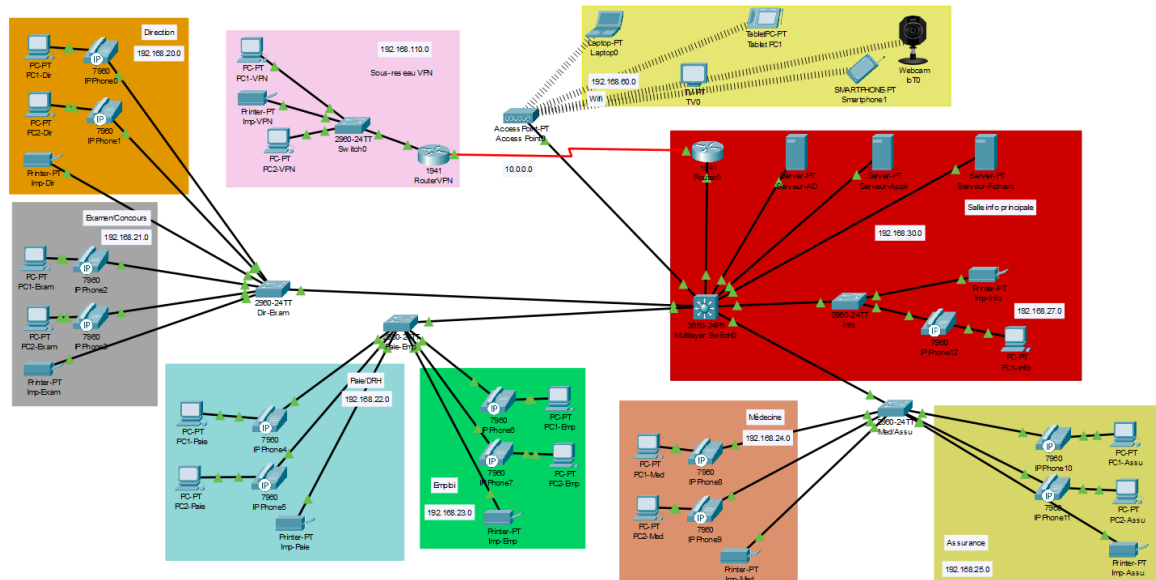 Direction
192.168.20.0
PC-PT
PC1-Dir
7960
IPPhone0
PC-PT
PC2-Dir
7960
IPPhone1
Printer-PT
Imp-Dir
192.168.110.0
Sous-reseau VPN
PC-PT
PC1-VPN
Printer-PT
Imp-VPN
PC-PT
PC2-VPN
2960-24TT
Switch0
1941
RouterVPN
10.0.0.0
Laptop-PT
Laptop0
TabletPC-PT
Tablet PC1
192.168.60.0
Wifi
TV-PT
TV0
SMARTPHONE-PT
Smartphone1
Webcam
IoT0
Access Point-PT
Access Point0
1941
Router0
Server-PT
Serveur-AD
Server-PT
Serveur-Appli
Server-PT
Serveur-Fichiers
Salle info principale
192.168.30.0
Printer-PT
Imp-Info
2960-24TT
Info
192.168.27.0
7960
IPPhone12
PC-PT
PC1-Info
3650-24PS
Multilayer Switch0
Examen/Concours
192.168.21.0
PC-PT
PC1-Exam
7960
IPPhone2
PC-PT
PC2-Exam
7960
IPPhone3
Printer-PT
Imp-Exam
2960-24TT
Dir-Exam
2960-24TT
Paie-Emp
Paie/DRH
192.168.22.0
PC-PT
PC1-Paie
7960
IPPhone4
PC-PT
PC2-Paie
7960
IPPhone5
Printer-PT
Imp-Paie
7960
IPPhone6
PC-PT
PC1-Emp
7960
IPPhone7
PC-PT
PC2-Emp
192.168.23.0
Printer-PT
Imp-Emp
Médecine
192.168.24.0
PC-PT
PC1-Med
7960
IPPhone8
PC-PT
PC2-Med
7960
IPPhone9
Printer-PT
Imp-Med
2960-24TT
Med/Assu
7960
IPPhone10
PC-PT
PC1-Assu
7960
IPPhone11
PC-PT
PC2-Assu
Assurance
192.168.25.0
Printer-PT
Imp-Assu